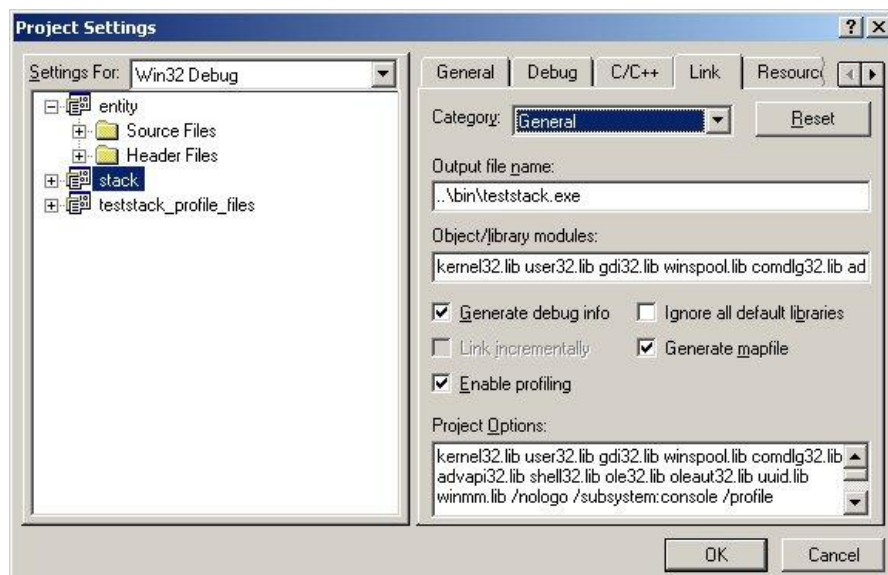 Project Settings
Settings For: Win32 Debug
entity
Source Files
Header Files
stack
teststack_profile_files
General Debug C/C++ Link Resourc
Category: General Reset
Output file name:
..\bin\teststack.exe
Object/library modules:
kernel32.lib user32.lib gdi32.lib winspool.lib comdlg32.lib ad
Generate debug info Ignore all default libraries
Link incrementally Generate mapfile
Enable profiling
Project Options:
kernel32.lib user32.lib gdi32.lib winspool.lib comdlg32.lib
advapi32.lib shell32.lib ole32.lib oleaut32.lib uuid.lib
winmm.lib /nologo /subsystem:console /profile
OK Cancel